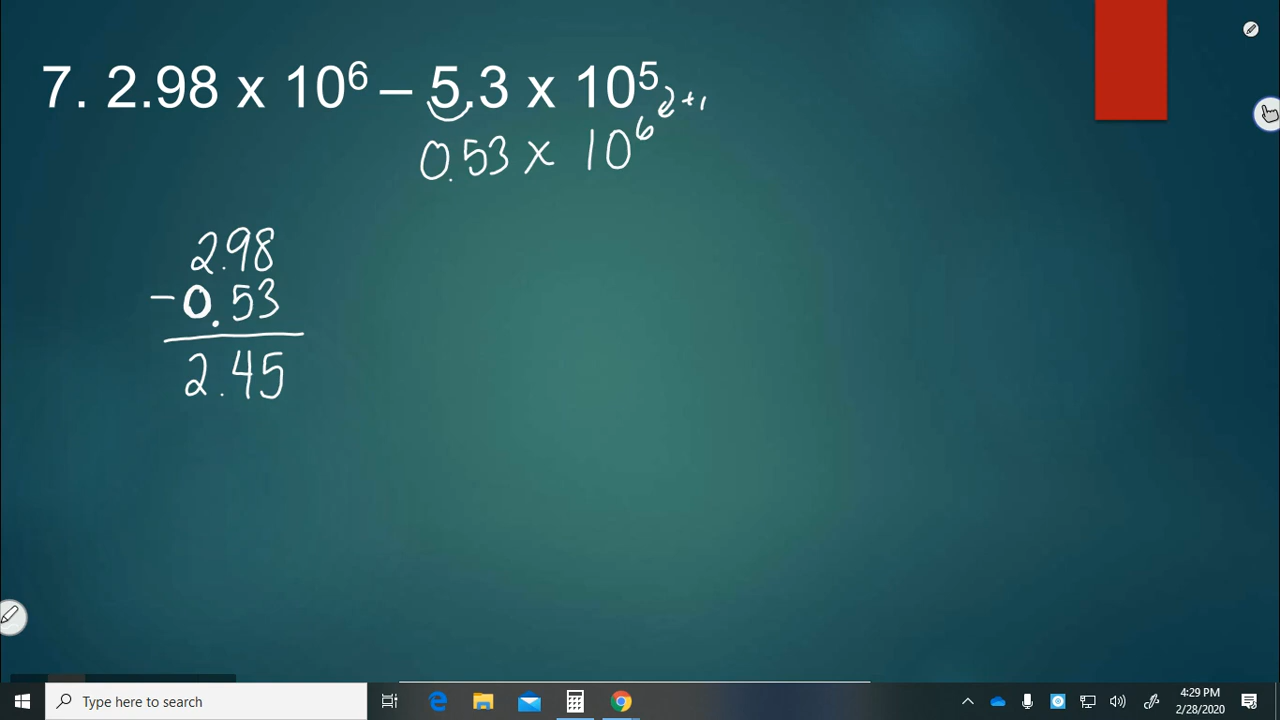 7. 2.98 x 10⁶ – 5.3 x 10⁵
+1
0.53 x 10⁶
2.98
- 0.53
2.45
Type here to search
4:29 PM
2/28/2020